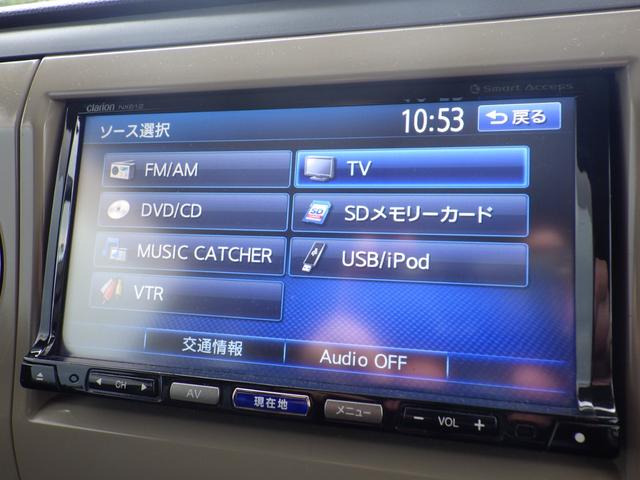 clarion NX612
Smart Access
ソース選択
10:53
戻る
FM/AM
TV
DVD/CD
SD
SDメモリーカード
MUSIC CATCHER
USB/iPod
VTR
交通情報
Audio OFF
CH
AV
現在地
メニュー
− VOL +